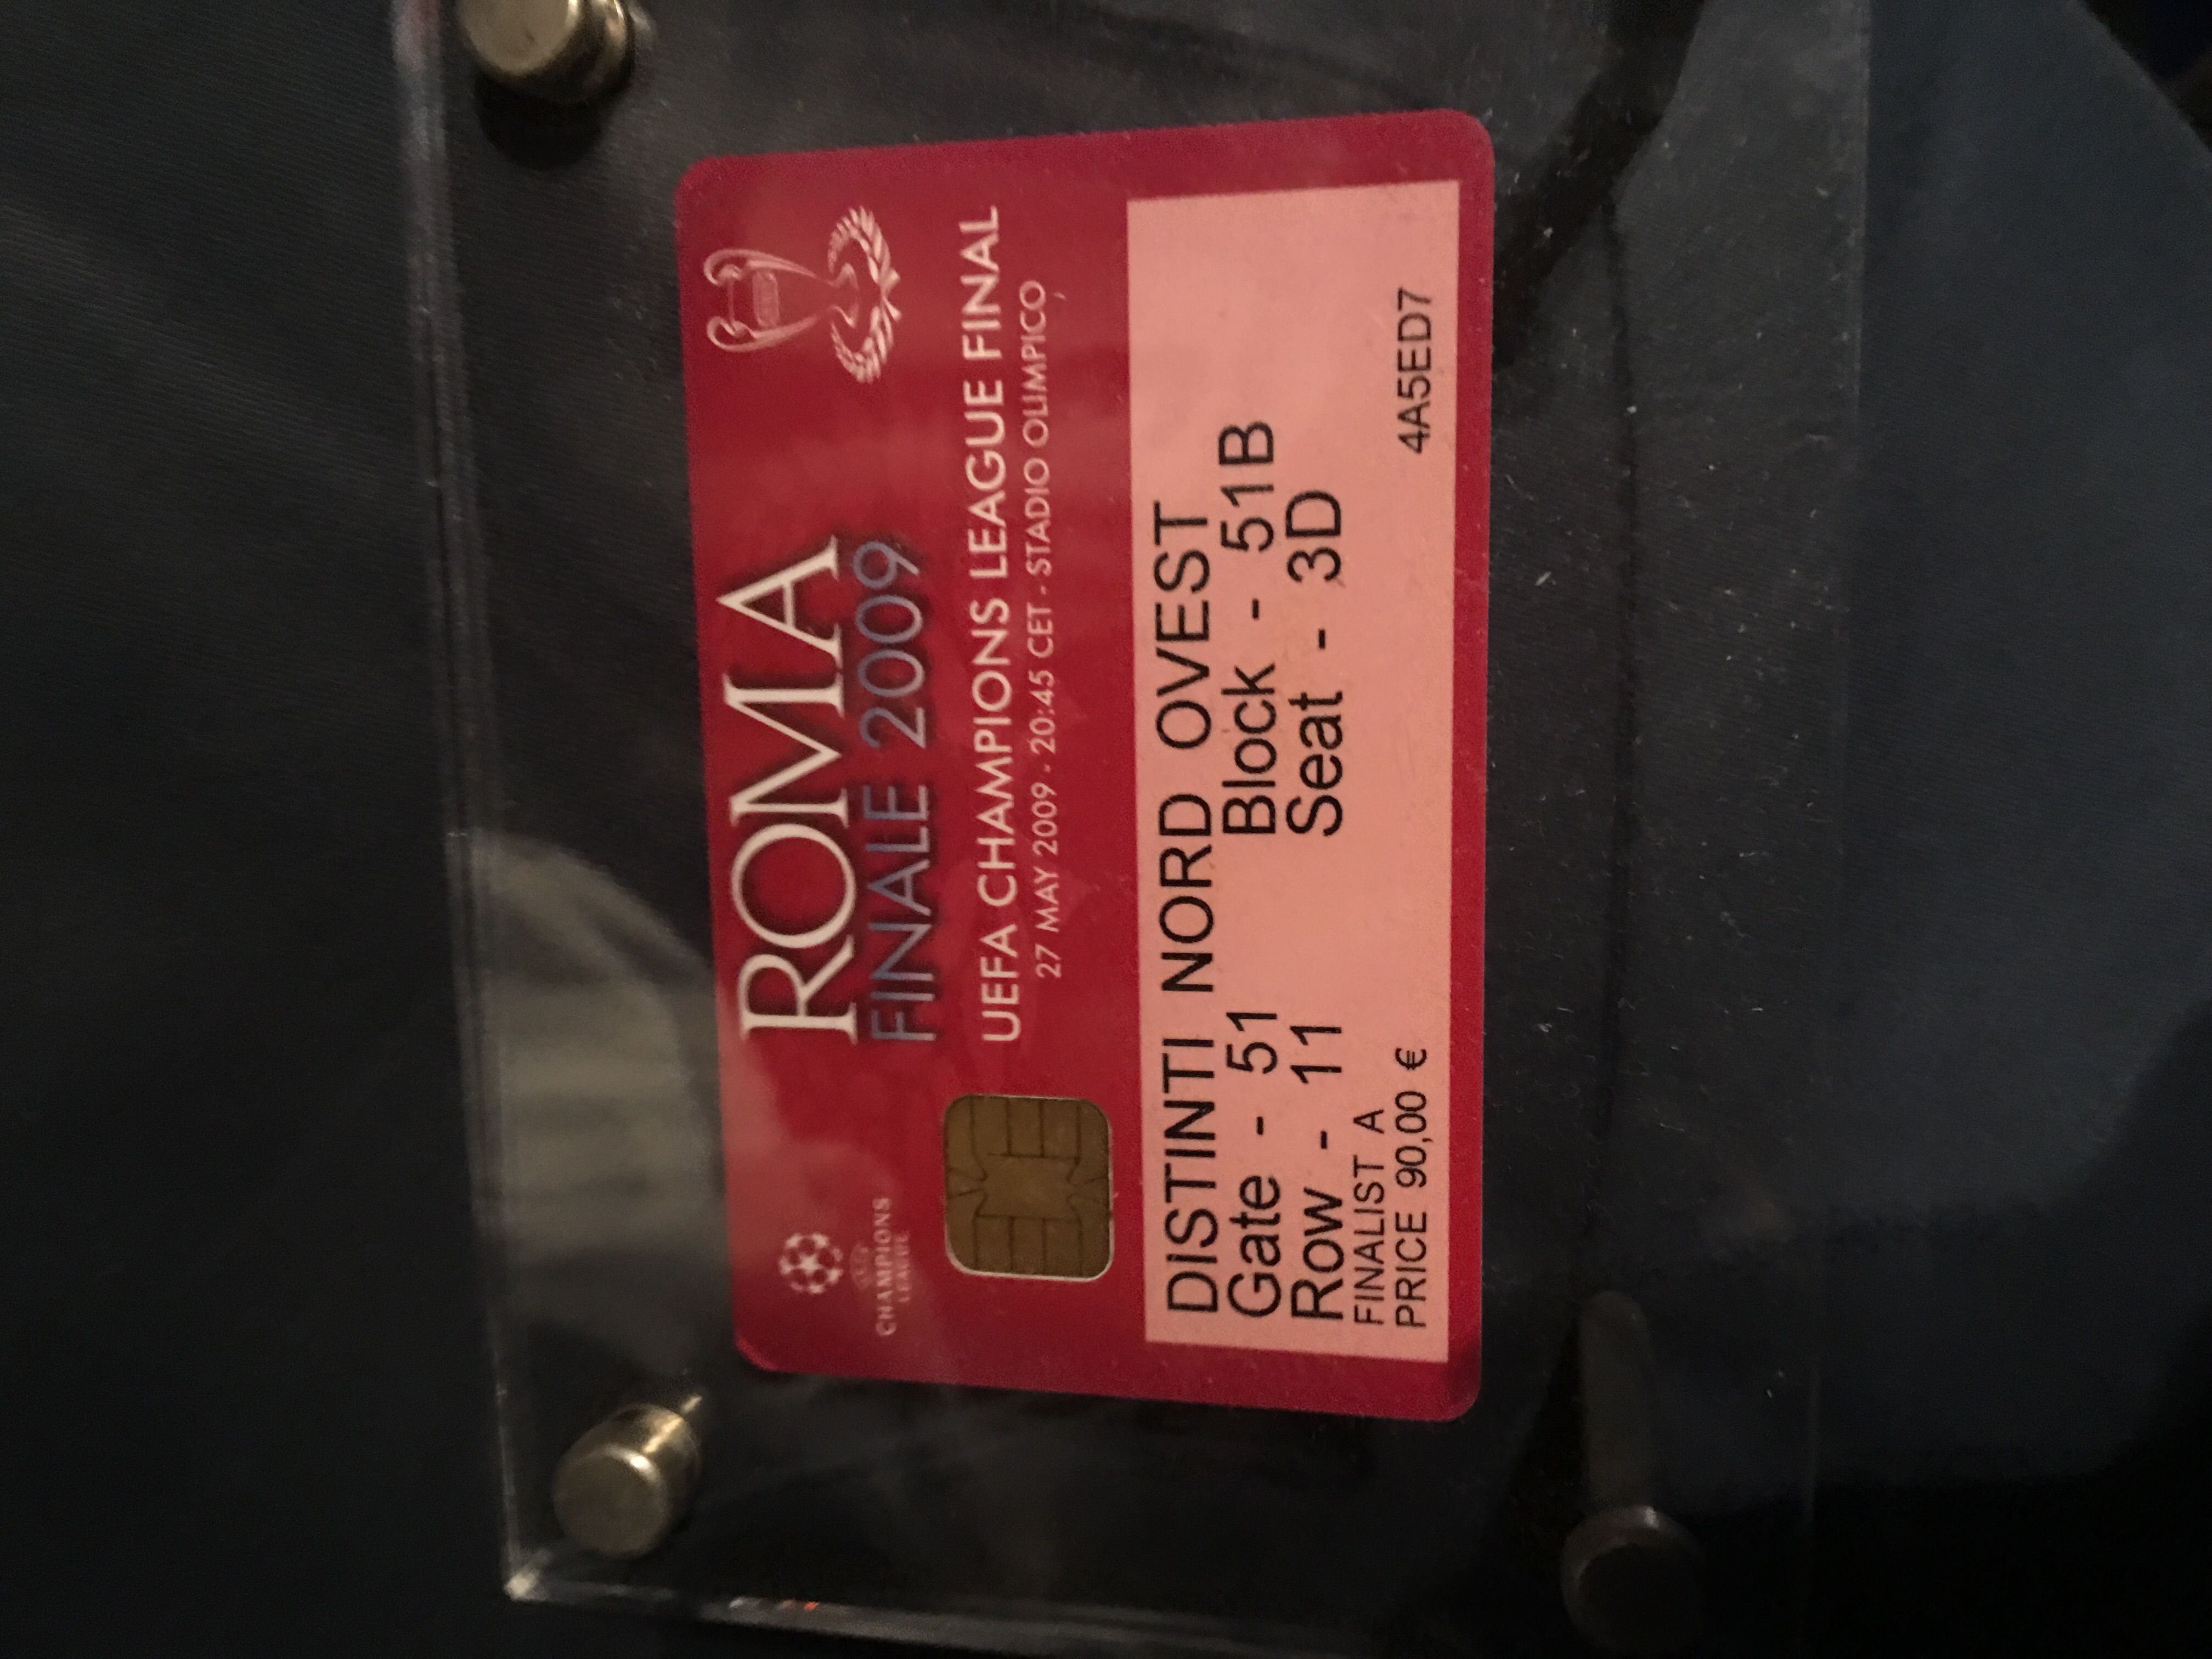 ROMA
FINALE 2009
UEFA CHAMPIONS LEAGUE FINAL
27 MAY 2009 - 20:45 CET - STADIO OLIMPICO
CHAMPIONS
LEAGUE
DISTINTI NORD OVEST
Gate - 51 Block - 51B
Row - 11 Seat - 3D
FINALIST A
PRICE 90,00 € 4A5ED7